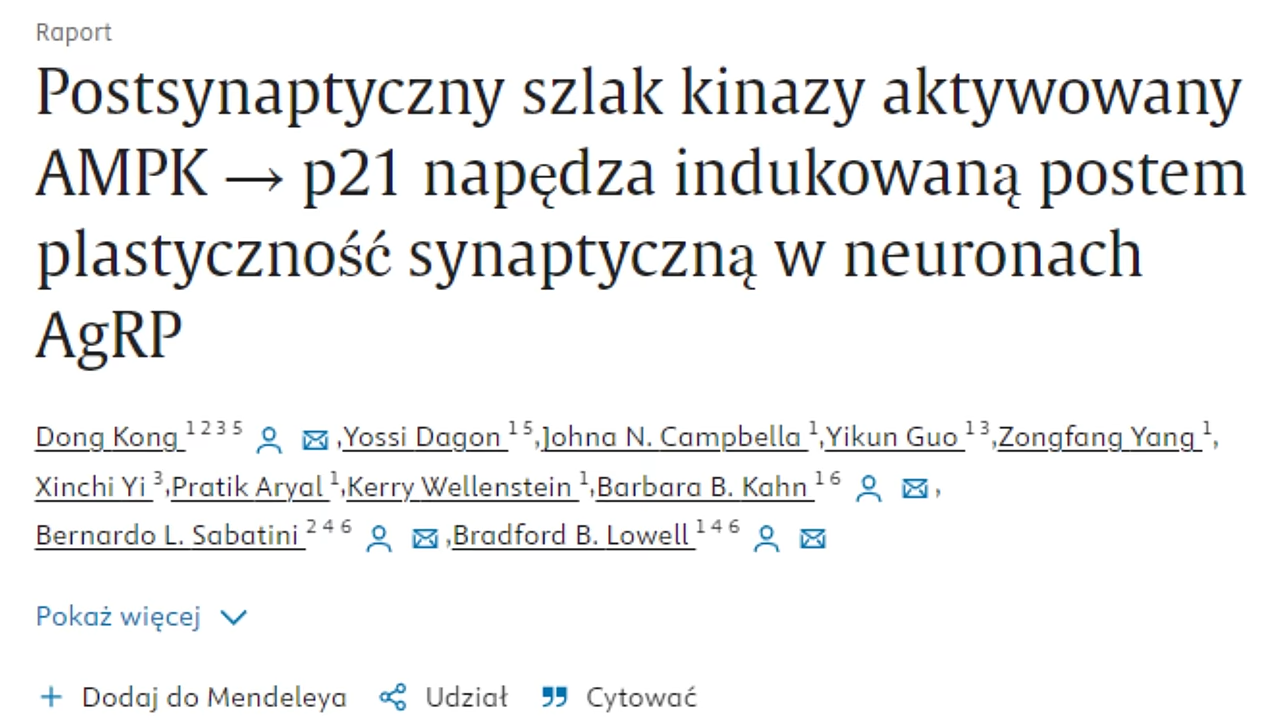 Raport
Postsynaptyczny szlak kinazy aktywowany
AMPK → p21 napędza indukowaną postem
plastyczność synaptyczną w neuronach
AgRP
Dong Kong 1 2 3 5 ,Yossi Dagon 1 5,Johna N. Campbella 1,Yikun Guo 1 3,Zongfang Yang 1,
Xinchi Yi 3,Pratik Aryal 1,Kerry Wellenstein 1,Barbara B. Kahn 1 6 ,
Bernardo L. Sabatini 2 4 6 ,Bradford B. Lowell 1 4 6
Pokaż więcej
Dodaj do Mendeleya Udział Cytować